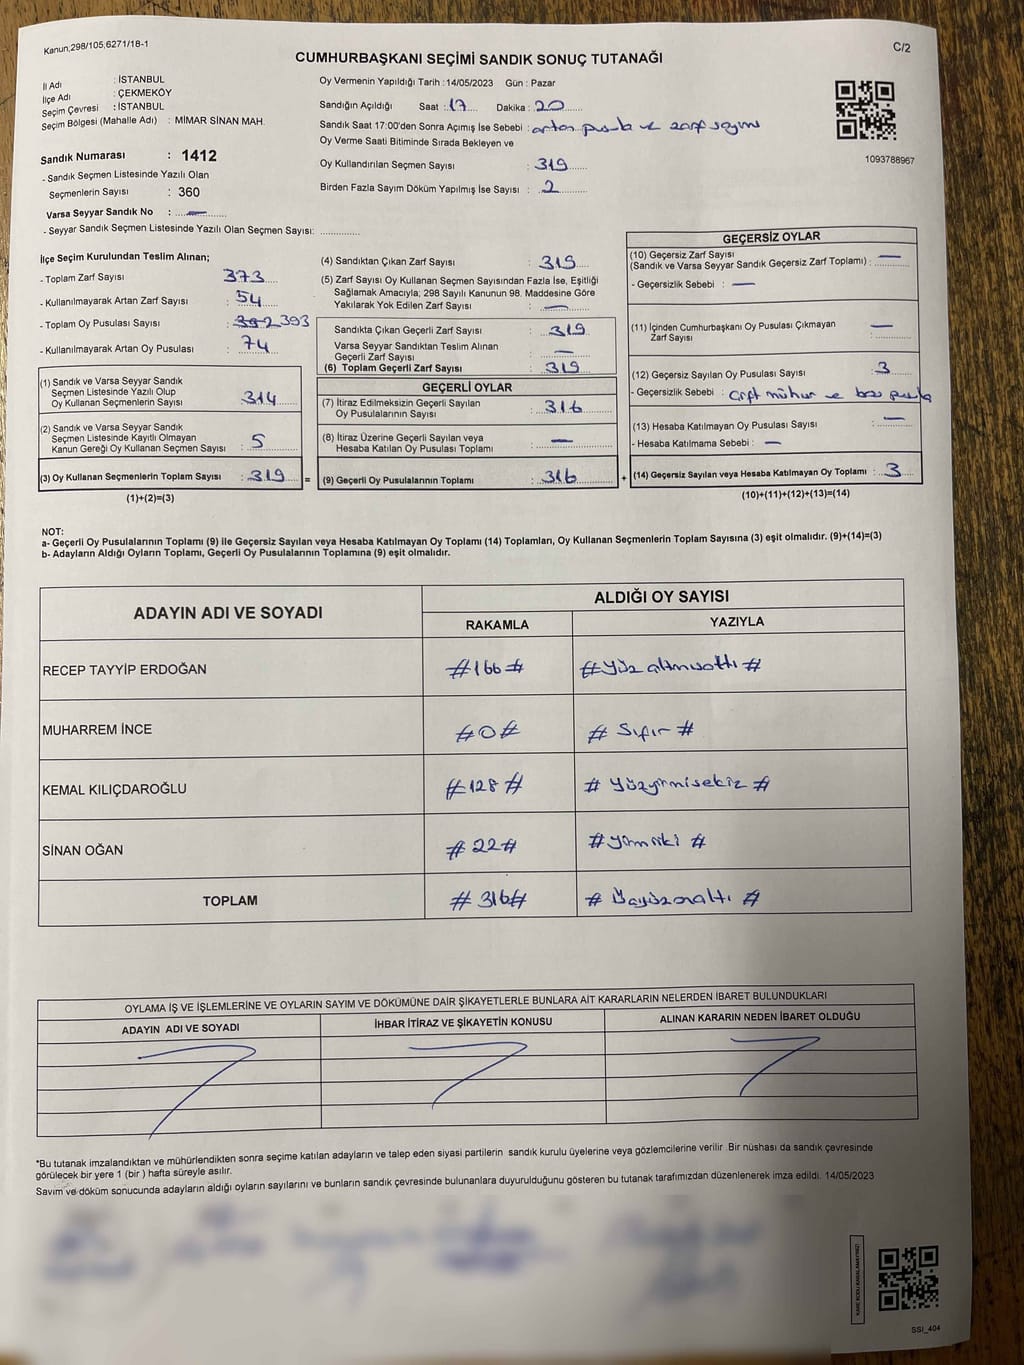 Kanun,298/105;6271/18-1
C/2
CUMHURBAŞKANI SEÇİMİ SANDIK SONUÇ TUTANAĞI
İl Adı : İSTANBUL
İlçe Adı : ÇEKMEKÖY
Seçim Çevresi : İSTANBUL
Seçim Bölgesi (Mahalle Adı) : MİMAR SİNAN MAH.
Sandık Numarası : 1412
- Sandık Seçmen Listesinde Yazılı Olan
Seçmenlerin Sayısı : 360
Varsa Seyyar Sandık No : —
- Seyyar Sandık Seçmen Listesinde Yazılı Olan Seçmen Sayısı: ............
Oy Vermenin Yapıldığı Tarih :14/05/2023 Gün : Pazar
Sandığın Açıldığı Saat : 17 Dakika : 20
Sandık Saat 17:00'den Sonra Açımış İse Sebebi : artan pusula ve zarf sayımı
Oy Verme Saati Bitiminde Sırada Bekleyen ve
Oy Kullandırılan Seçmen Sayısı : 319
Birden Fazla Sayım Döküm Yapılmış İse Sayısı : 2
1093788967
İlçe Seçim Kurulundan Teslim Alınan;
- Toplam Zarf Sayısı : 373
- Kullanılmayarak Artan Zarf Sayısı : 54
- Toplam Oy Pusulası Sayısı : 392 393
- Kullanılmayarak Artan Oy Pusulası : 74
(1) Sandık ve Varsa Seyyar Sandık
Seçmen Listesinde Yazılı Olup
Oy Kullanan Seçmenlerin Sayısı : 314
(2) Sandık ve Varsa Seyyar Sandık
Seçmen Listesinde Kayıtlı Olmayan
Kanun Gereği Oy Kullanan Seçmen Sayısı : 5
(3) Oy Kullanan Seçmenlerin Toplam Sayısı : 319 =
(1)+(2)=(3)
(4) Sandıktan Çıkan Zarf Sayısı : 319
(5) Zarf Sayısı Oy Kullanan Seçmen Sayısından Fazla İse, Eşitliği
Sağlamak Amacıyla; 298 Sayılı Kanunun 98. Maddesine Göre
Yakılarak Yok Edilen Zarf Sayısı : —
Sandıkta Çıkan Geçerli Zarf Sayısı : 319
Varsa Seyyar Sandıktan Teslim Alınan
Geçerli Zarf Sayısı : —
(6) Toplam Geçerli Zarf Sayısı : 319
GEÇERLİ OYLAR
(7) İtiraz Edilmeksizin Geçerli Sayılan
Oy Pusulalarının Sayısı : 316
(8) İtiraz Üzerine Geçerli Sayılan veya
Hesaba Katılan Oy Pusulası Toplamı : —
(9) Geçerli Oy Pusulalarının Toplamı : 316 +
GEÇERSİZ OYLAR
(10) Geçersiz Zarf Sayısı
(Sandık ve Varsa Seyyar Sandık Geçersiz Zarf Toplamı) : —
- Geçersizlik Sebebi : —
(11) İçinden Cumhurbaşkanı Oy Pusulası Çıkmayan
Zarf Sayısı : —
(12) Geçersiz Sayılan Oy Pusulası Sayısı : 3
- Geçersizlik Sebebi : Çift mühür ve boş pusula
(13) Hesaba Katılmayan Oy Pusulası Sayısı : —
- Hesaba Katılmama Sebebi : —
(14) Geçersiz Sayılan veya Hesaba Katılmayan Oy Toplamı : 3
(10)+(11)+(12)+(13)=(14)
NOT:
a- Geçerli Oy Pusulalarının Toplamı (9) ile Geçersiz Sayılan veya Hesaba Katılmayan Oy Toplamı (14) Toplamları, Oy Kullanan Seçmenlerin Toplam Sayısına (3) eşit olmalıdır. (9)+(14)=(3)
b- Adayların Aldığı Oyların Toplamı, Geçerli Oy Pusulalarının Toplamına (9) eşit olmalıdır.
ADAYIN ADI VE SOYADI
ALDIĞI OY SAYISI
RAKAMLA YAZIYLA
RECEP TAYYİP ERDOĞAN #166# #Yüz altmışaltı#
MUHARREM İNCE #0# #Sıfır#
KEMAL KILIÇDAROĞLU #128# #Yüzyirmisekiz#
SİNAN OĞAN #22# #yirmiiki#
TOPLAM #316# #Üçyüzonaltı#
OYLAMA İŞ VE İŞLEMLERİNE VE OYLARIN SAYIM VE DÖKÜMÜNE DAİR ŞİKAYETLERLE BUNLARA AİT KARARLARIN NELERDEN İBARET BULUNDUKLARI
ADAYIN ADI VE SOYADI İHBAR İTİRAZ VE ŞİKAYETİN KONUSU ALINAN KARARIN NEDEN İBARET OLDUĞU
*Bu tutanak imzalandıktan ve mühürlendikten sonra seçime katılan adayların ve talep eden siyasi partilerin sandık kurulu üyelerine veya gözlemcilerine verilir .Bir nüshası da sandık çevresinde
görülecek bir yere 1 (bir ) hafta süreyle asılır.
Sayım ve döküm sonucunda adayların aldığı oyların sayılarını ve bunların sandık çevresinde bulunanlara duyurulduğunu gösteren bu tutanak tarafımızdan düzenlenerek imza edildi. 14/05/2023
KARE KODU KARALAMAYINIZ!
SSI_404